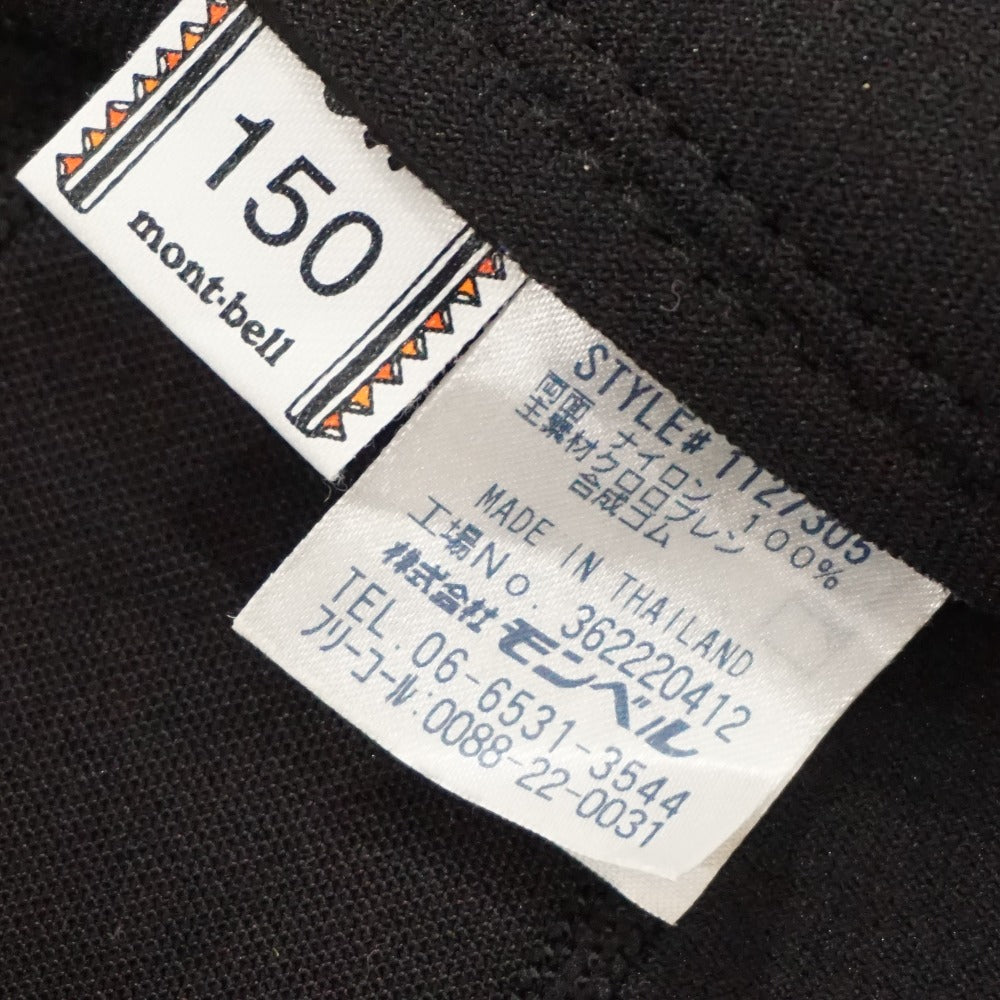 150
mont-bell
STYLE# 1127305
両面 ナイロン 100%
主素材 クロロプレン
合成ゴム
MADE IN THAILAND
工場No. 362220412
株式会社 モンベル
TEL. 06-6531-3544
フリーコール:0088-22-0031